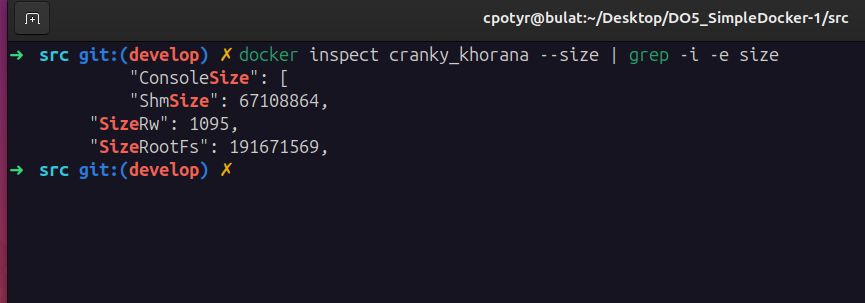 cpotyr@bulat:~/Desktop/DO5_SimpleDocker-1/src
➜ src git:(develop) ✗ docker inspect cranky_khorana --size | grep -i -e size
"ConsoleSize": [
"ShmSize": 67108864,
"SizeRw": 1095,
"SizeRootFs": 191671569,
➜ src git:(develop) ✗